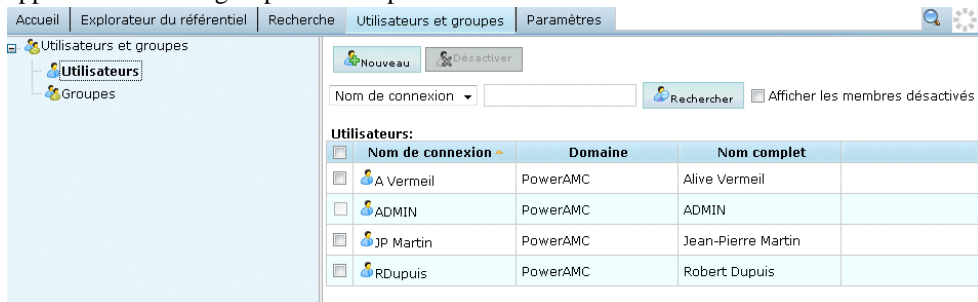 Accueil Explorateur du référentiel Recherche Utilisateurs et groupes Paramètres
Utilisateurs et groupes
Utilisateurs
Groupes
Nouveau Désactiver
Nom de connexion Rechercher Afficher les membres désactivés
Utilisateurs:
Nom de connexion Domaine Nom complet
A Vermeil PowerAMC Alive Vermeil
ADMIN PowerAMC ADMIN
JP Martin PowerAMC Jean-Pierre Martin
RDupuis PowerAMC Robert Dupuis